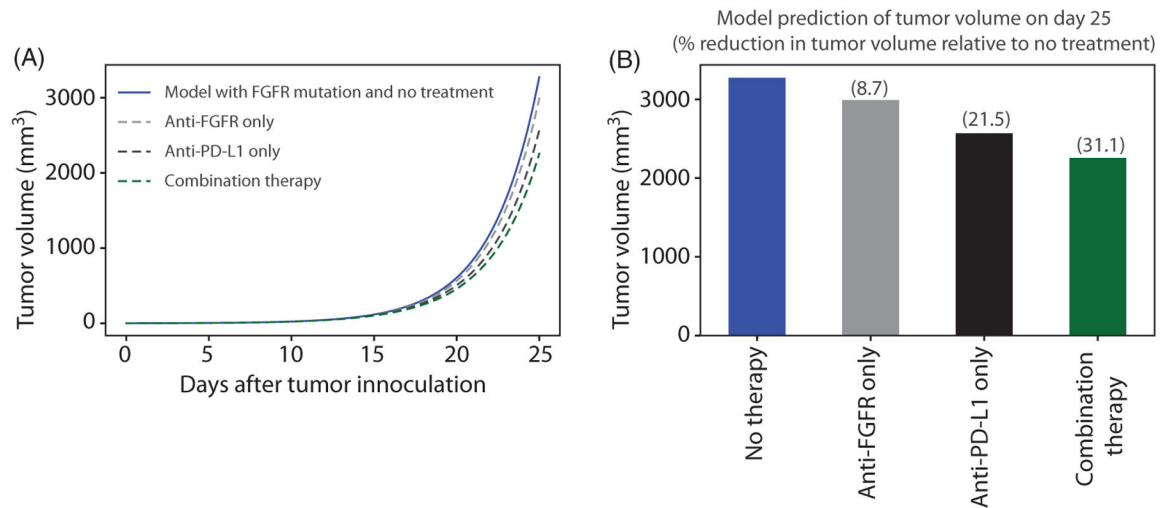 (A)
Model with FGFR mutation and no treatment
Anti-FGFR only
Anti-PD-L1 only
Combination therapy
Tumor volume (mm³)
3000
2000
1000
0
0 5 10 15 20 25
Days after tumor innoculation
Model prediction of tumor volume on day 25
(% reduction in tumor volume relative to no treatment)
(B)
Tumor volume (mm³)
3000
2000
1000
0
(8.7)
(21.5)
(31.1)
No therapy
Anti-FGFR only
Anti-PD-L1 only
Combination
therapy